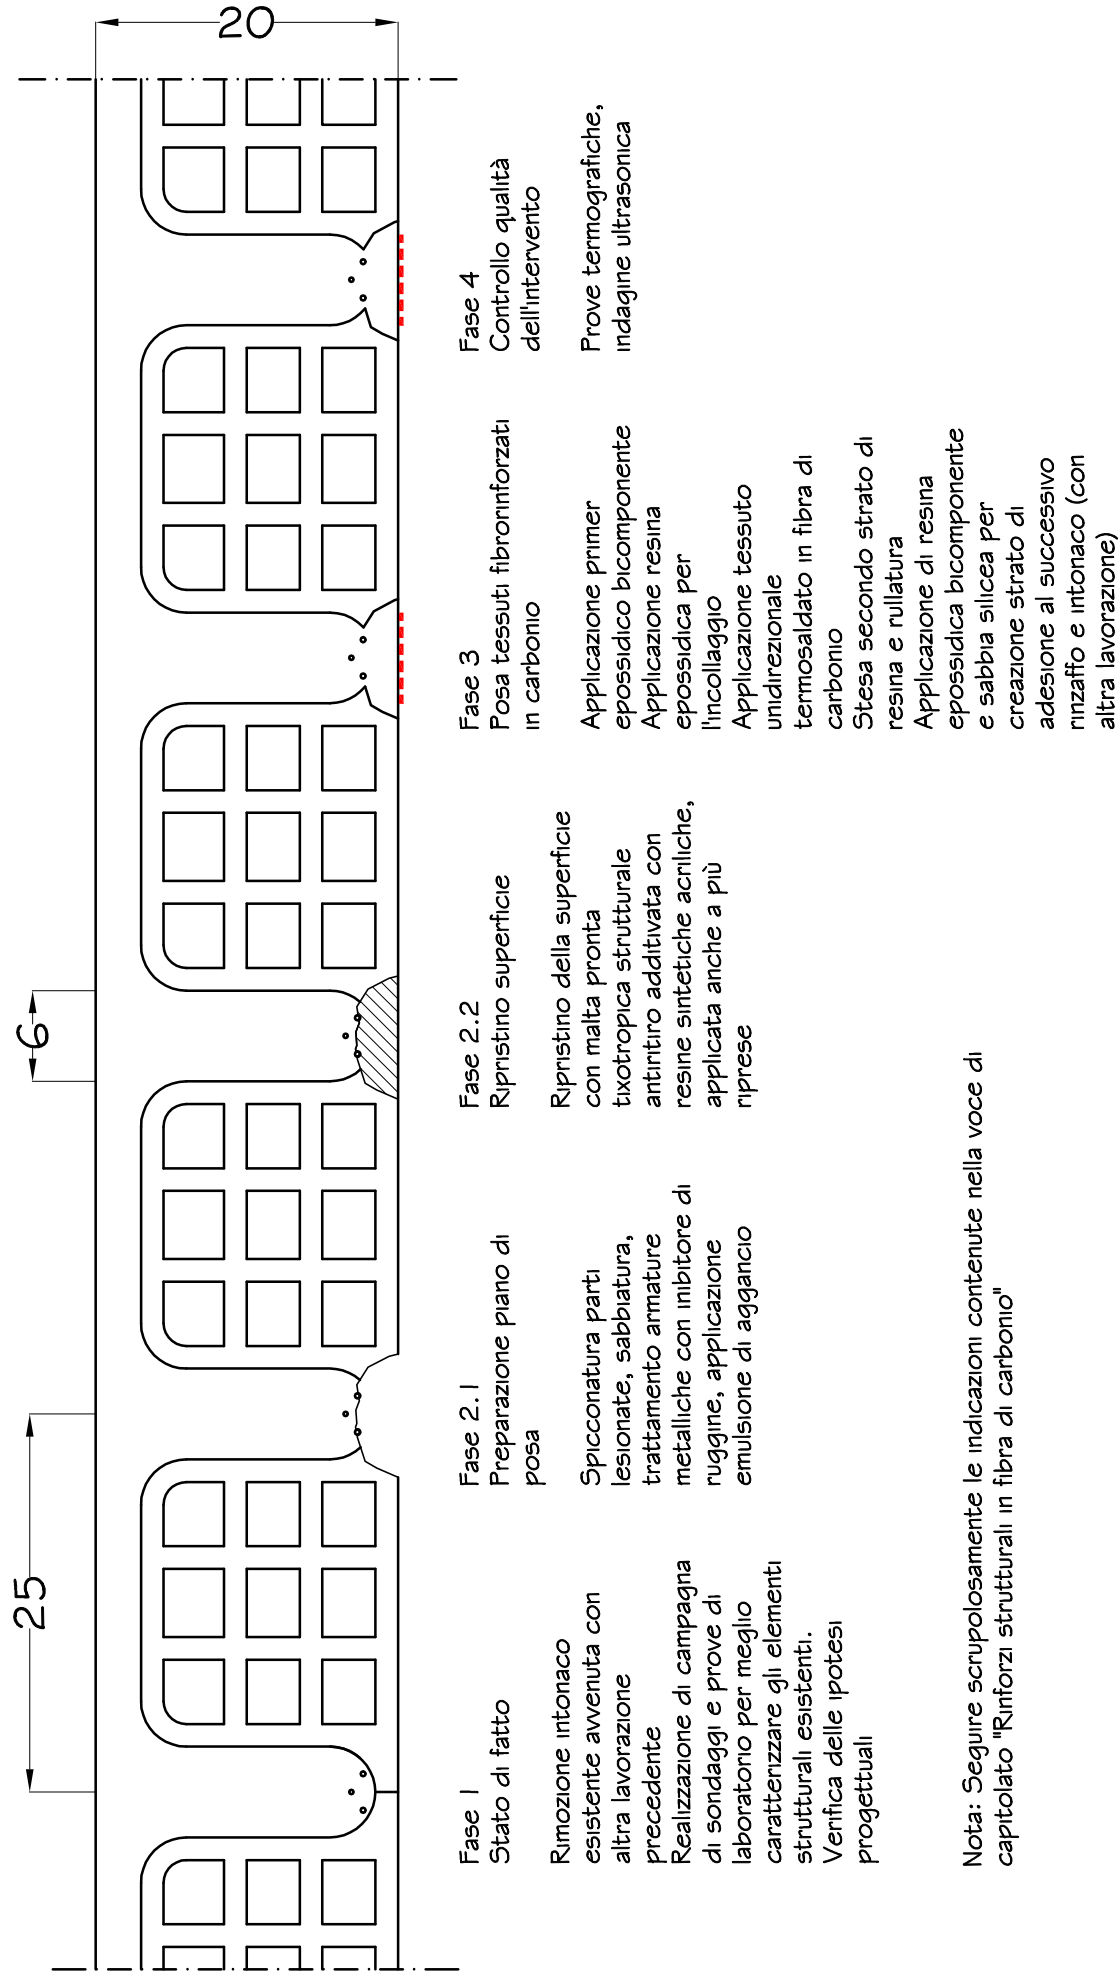 25
6
20
Fase 1
Stato di fatto
Rimozione intonaco
esistente avvenuta con
altra lavorazione
precedente
Realizzazione di campagna
di sondaggi e prove di
laboratorio per meglio
caratterizzare gli elementi
strutturali esistenti.
Verifica delle ipotesi
progettuali
Fase 2.1
Preparazione piano di
posa
Spicconatura parti
lesionate, sabbiatura,
trattamento armature
metalliche con inibitore di
ruggine, applicazione
emulsione di aggancio
Fase 2.2
Ripristino superficie
Ripristino della superficie
con malta pronta
tixotropica strutturale
antiritiro additivata con
resine sintetiche acriliche,
applicata anche a più
riprese
Fase 3
Posa tessuti fibrorinforzati
in carbonio
Applicazione primer
epossidico bicomponente
Applicazione resina
epossidica per
l'incollaggio
Applicazione tessuto
unidirezionale
termosaldato in fibra di
carbonio
Stesa secondo strato di
resina e rullatura
Applicazione di resina
epossidica bicomponente
e sabbia silicea per
creazione strato di
adesione al successivo
rinzaffo e intonaco (con
altra lavorazione)
Fase 4
Controllo qualità
dell'intervento
Prove termografiche,
indagine ultrasonica
Nota: Seguire scrupolosamente le indicazioni contenute nella voce di
capitolato "Rinforzi strutturali in fibra di carbonio"